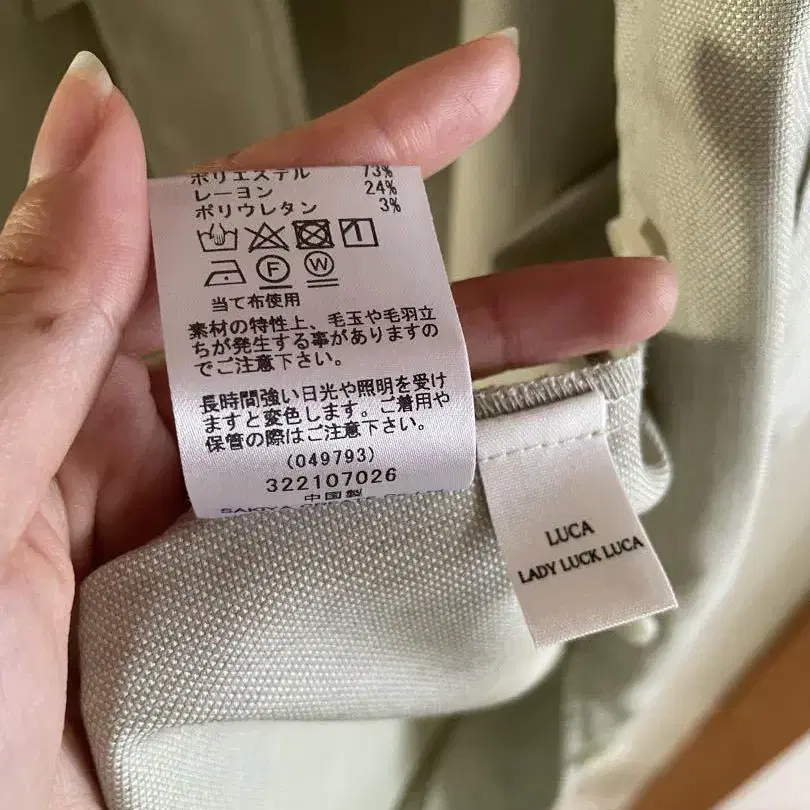 ポリエステル 73%
レーヨン 24%
ポリウレタン 3%
F W
当て布使用
素材の特性上、毛玉や毛羽立
ちが発生する事がありますの
でご注意下さい。
長時間強い日光や照明を受け
ますと変色します。ご着用や
保管の際はご注意下さい。
(049793)
322107026
中国製
LUCA
LADY LUCK LUCA